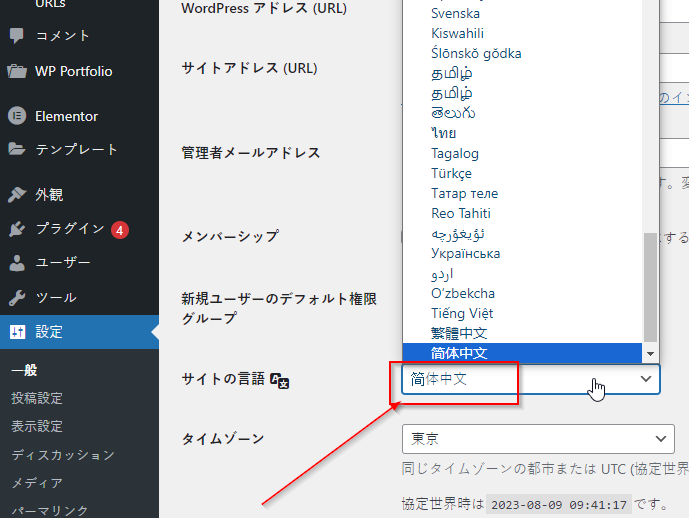 URLs
コメント
WP Portfolio
Elementor
テンプレート
外観
プラグイン 4
ユーザー
ツール
設定
一般
投稿設定
表示設定
ディスカッション
メディア
パーマリンク
WordPress アドレス (URL)
サイトアドレス (URL)
のイン
管理者メールアドレス
す。変
メンバーシップ
にする
新規ユーザーのデフォルト権限
グループ
Svenska
Kiswahili
Ślōnskŏ gŏdka
தமிழ்
தமிழ்
తెలుగు
ไทย
Tagalog
Türkçe
Татар теле
Reo Tahiti
ئۇيغۇرچە
Українська
اردو
O‘zbekcha
Tiếng Việt
繁體中文
简体中文
サイトの言語
简体中文
タイムゾーン
東京
同じタイムゾーンの都市または UTC (協定世界
協定世界時は 2023-08-09 09:41:17 です。